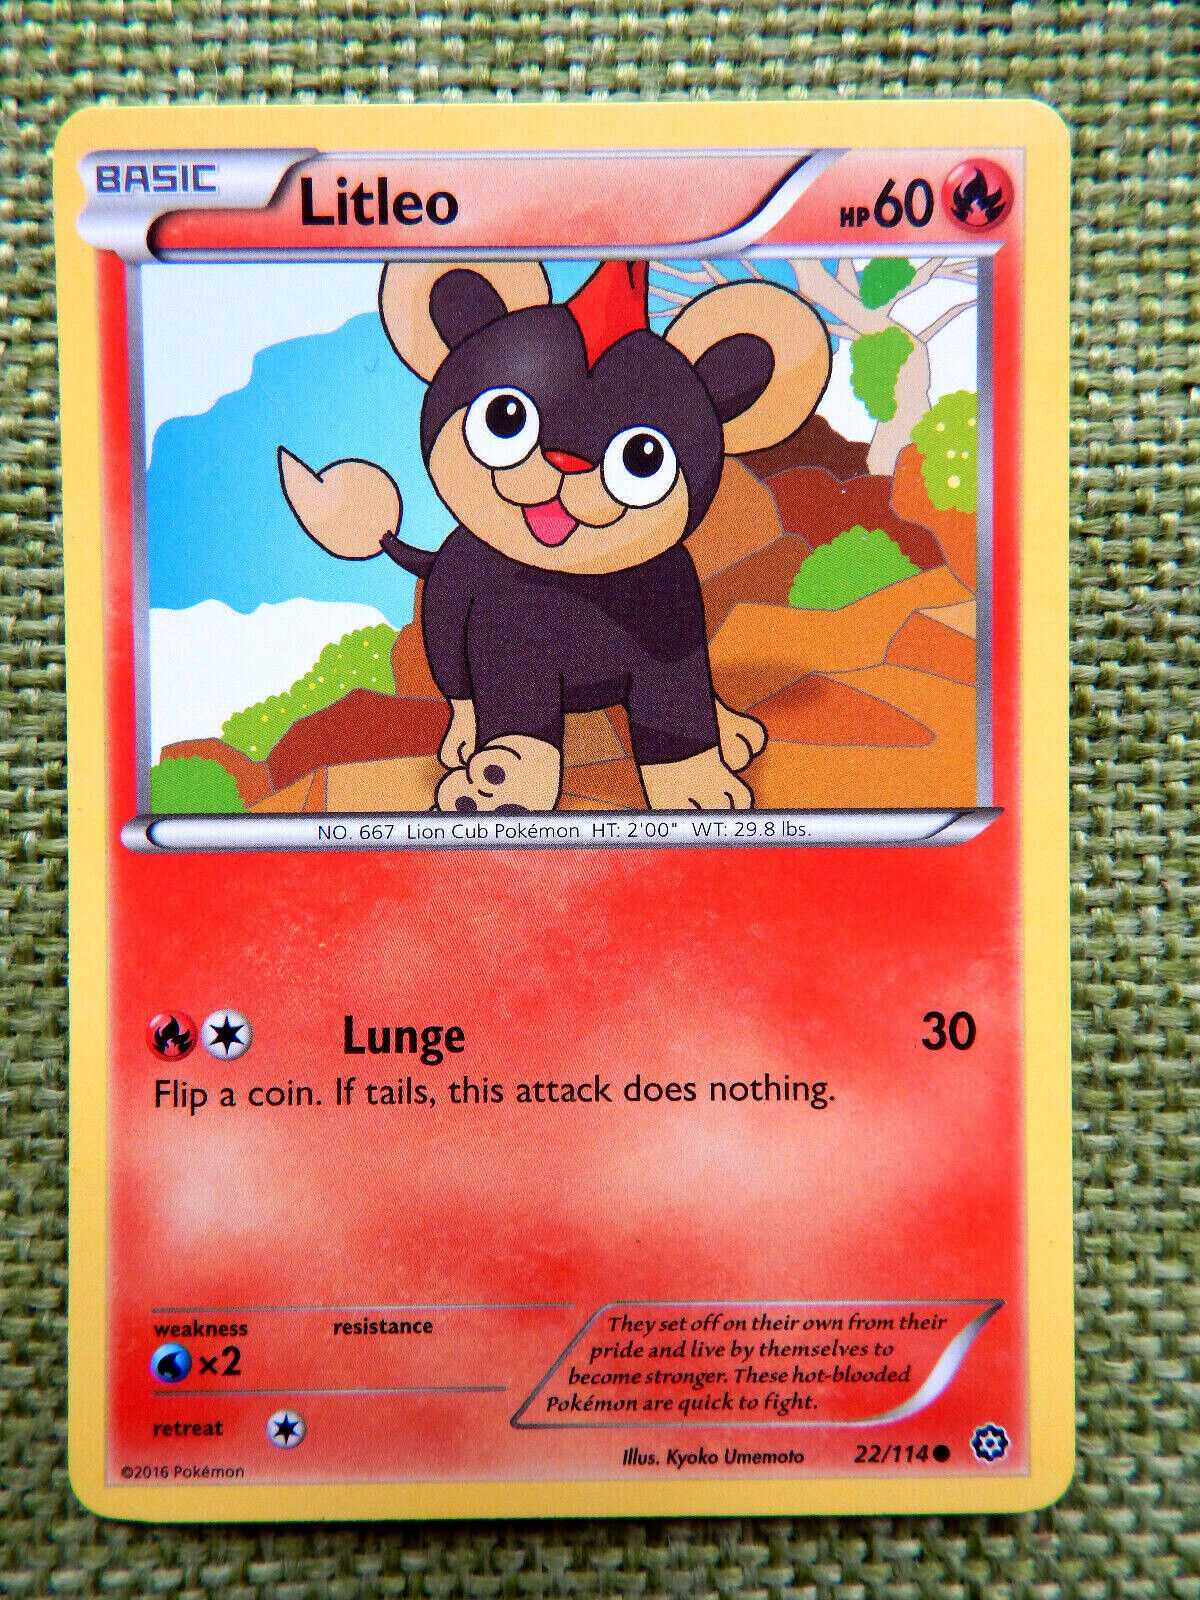 BASIC Litleo HP60
NO. 667 Lion Cub Pokémon HT: 2'00" WT: 29.8 lbs.
Lunge 30
Flip a coin. If tails, this attack does nothing.
weakness resistance
×2
retreat
They set off on their own from their
pride and live by themselves to
become stronger. These hot-blooded
Pokémon are quick to fight.
Illus. Kyoko Umemoto 22/114
©2016 Pokémon